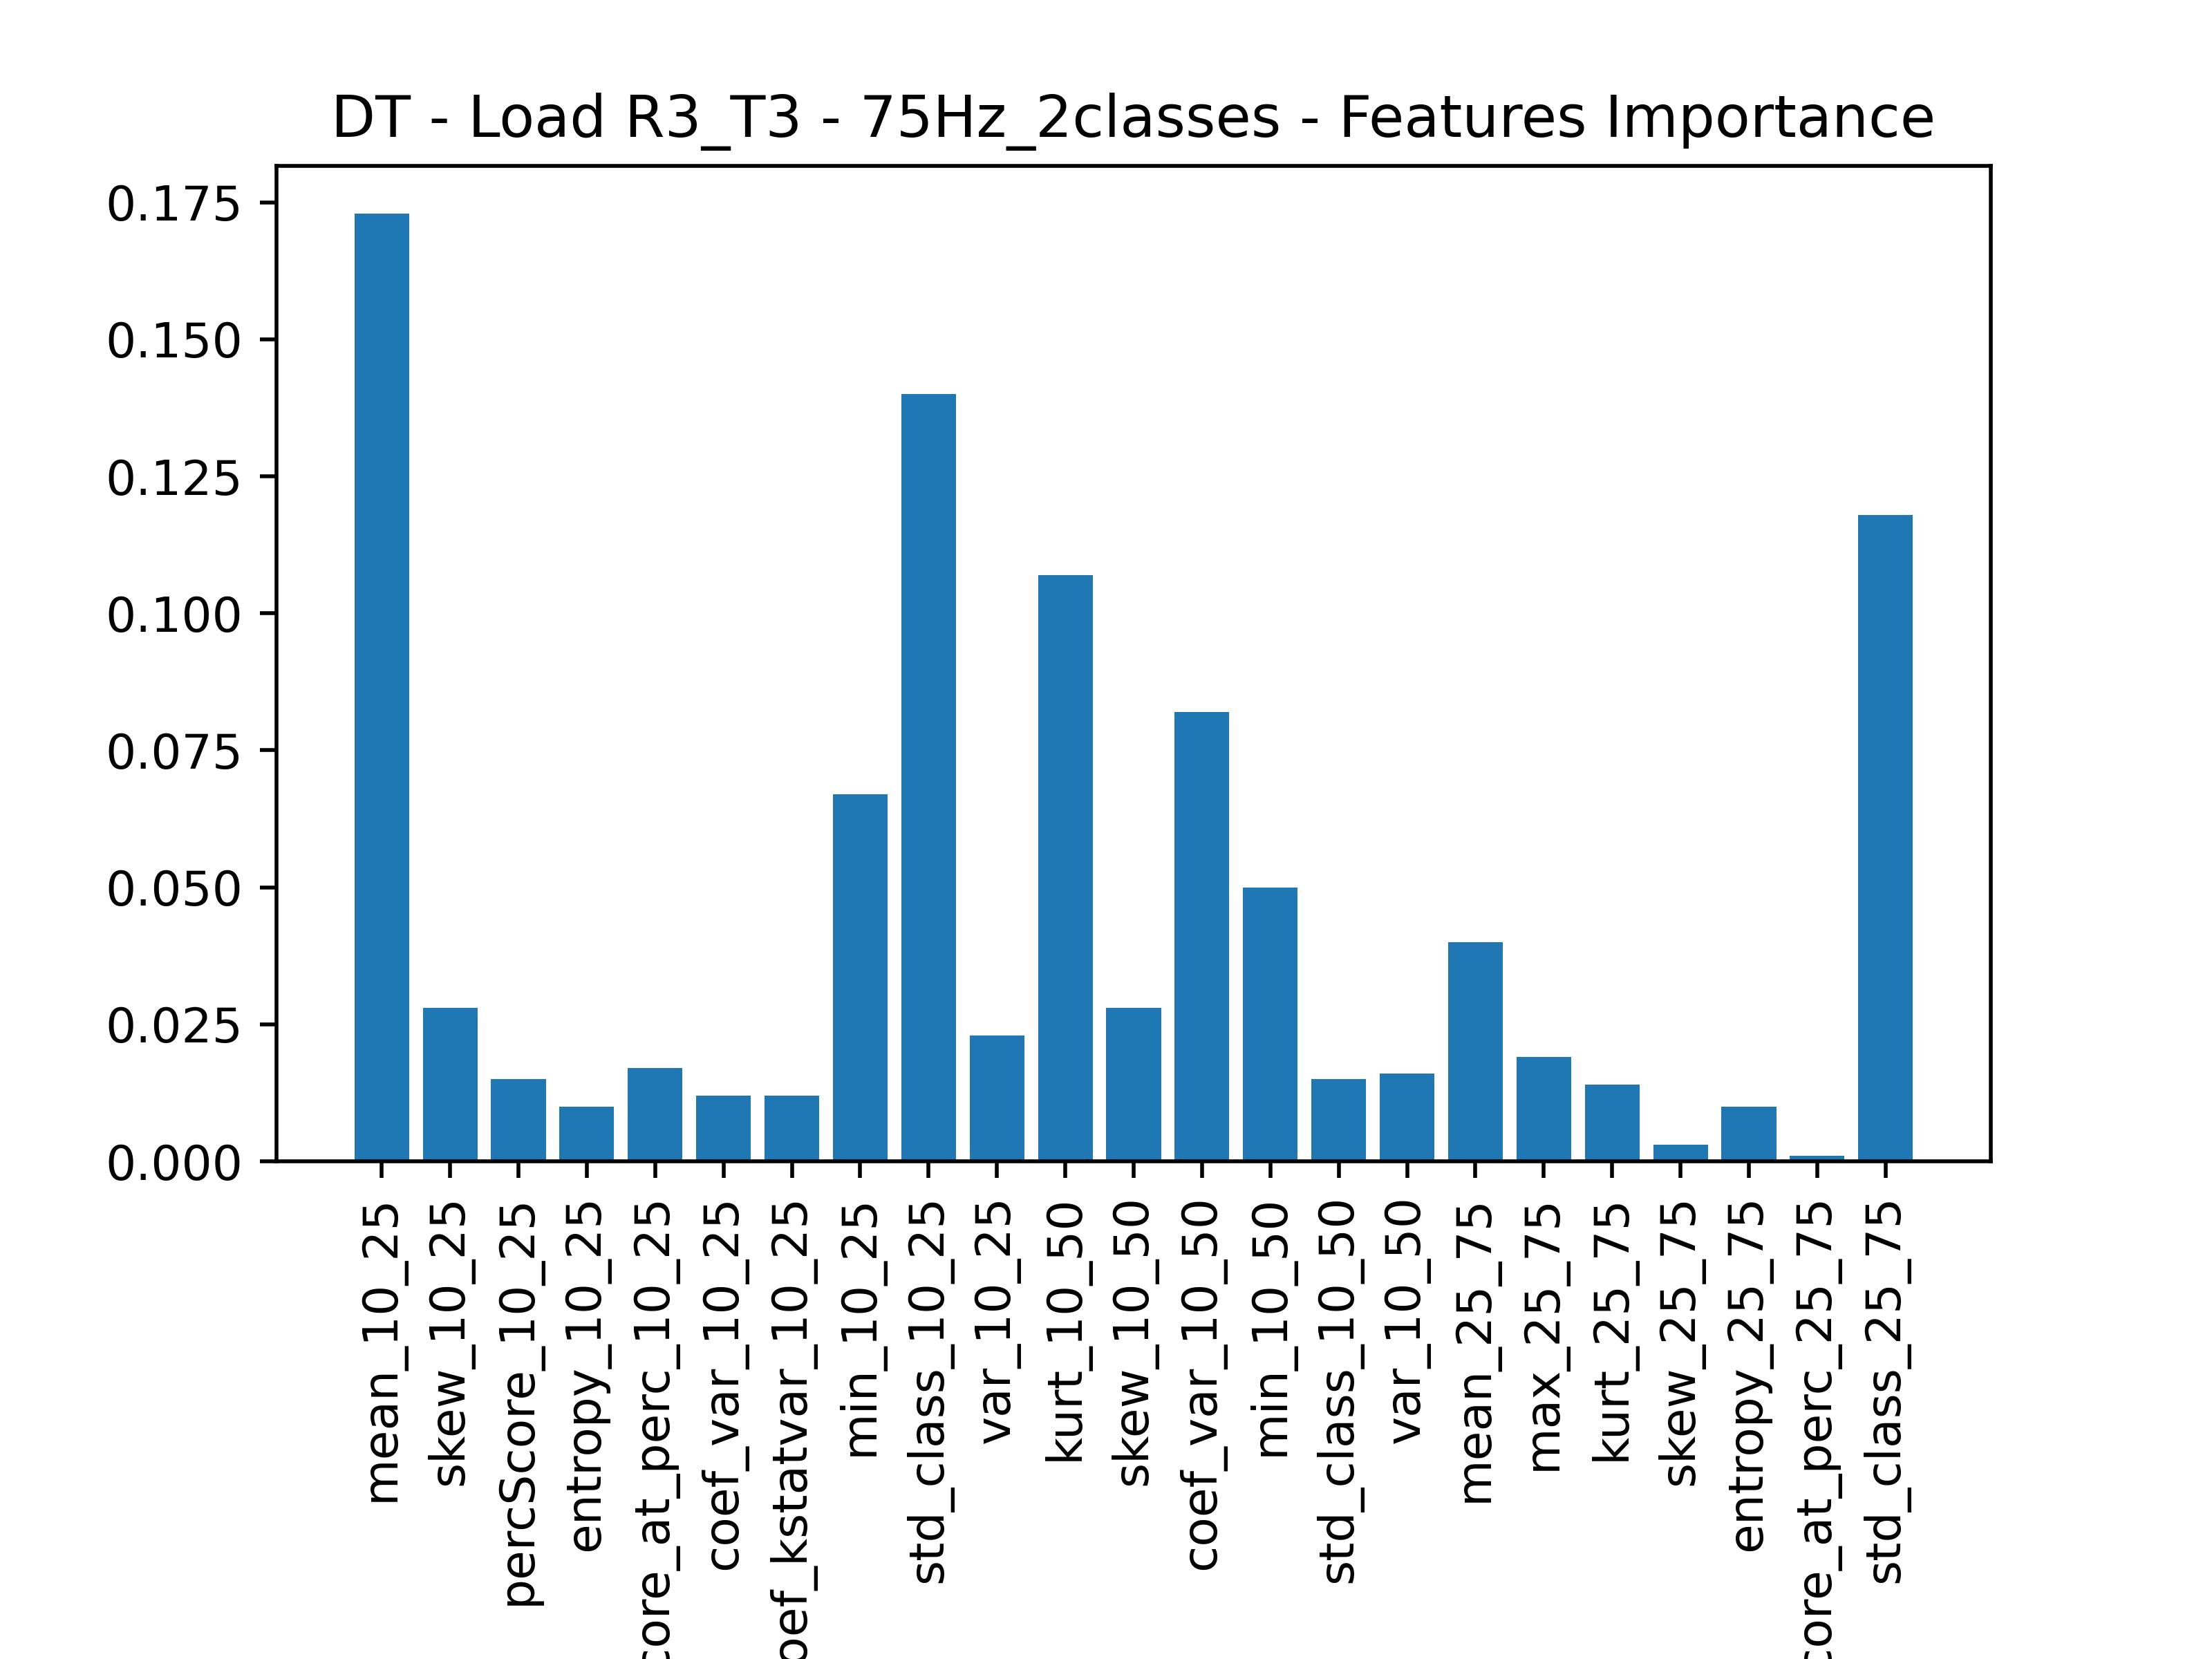 DT - Load R3_T3 - 75Hz_2classes - Features Importance
0.175
0.150
0.125
0.100
0.075
0.050
0.025
0.000
mean_10_25
skew_10_25
percScore_10_25
entropy_10_25
core_at_perc_10_25
coef_var_10_25
oef_kstatvar_10_25
min_10_25
std_class_10_25
var_10_25
kurt_10_50
skew_10_50
coef_var_10_50
min_10_50
std_class_10_50
var_10_50
mean_25_75
max_25_75
kurt_25_75
skew_25_75
entropy_25_75
core_at_perc_25_75
std_class_25_75